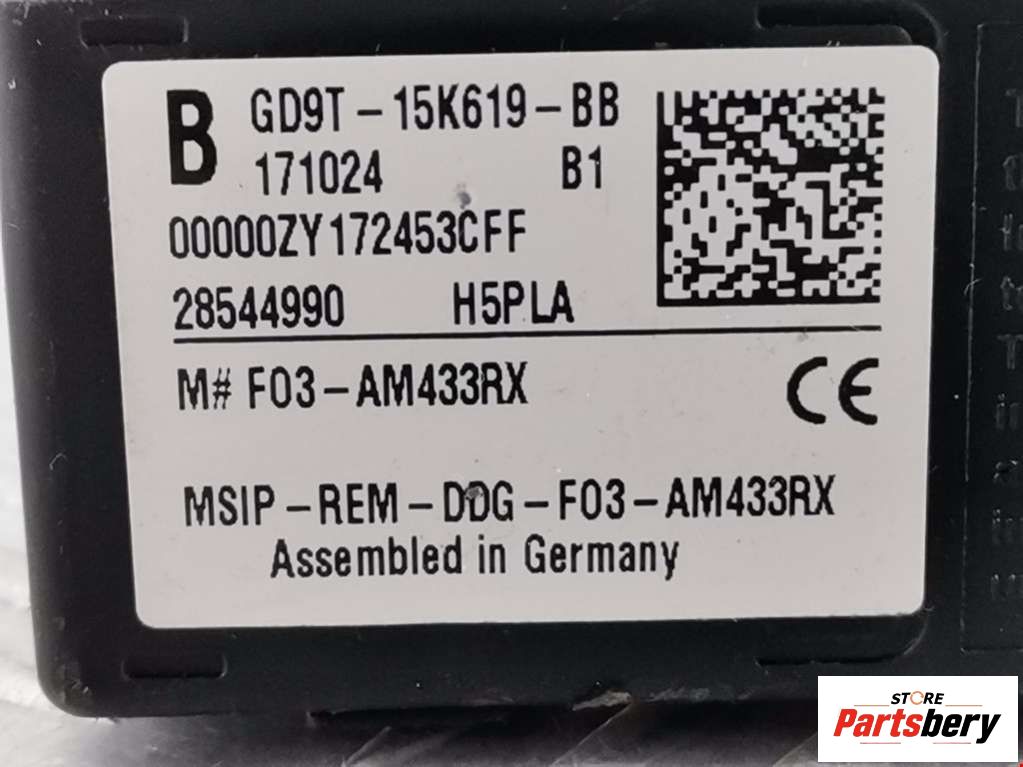 B GD9T-15K619-BB
171024 B1
00000ZY172453CFF
28544990 H5PLA
M# F03-AM433RX
CE
MSIP-REM-DDG-F03-AM433RX
Assembled in Germany
STORE
Partsbery